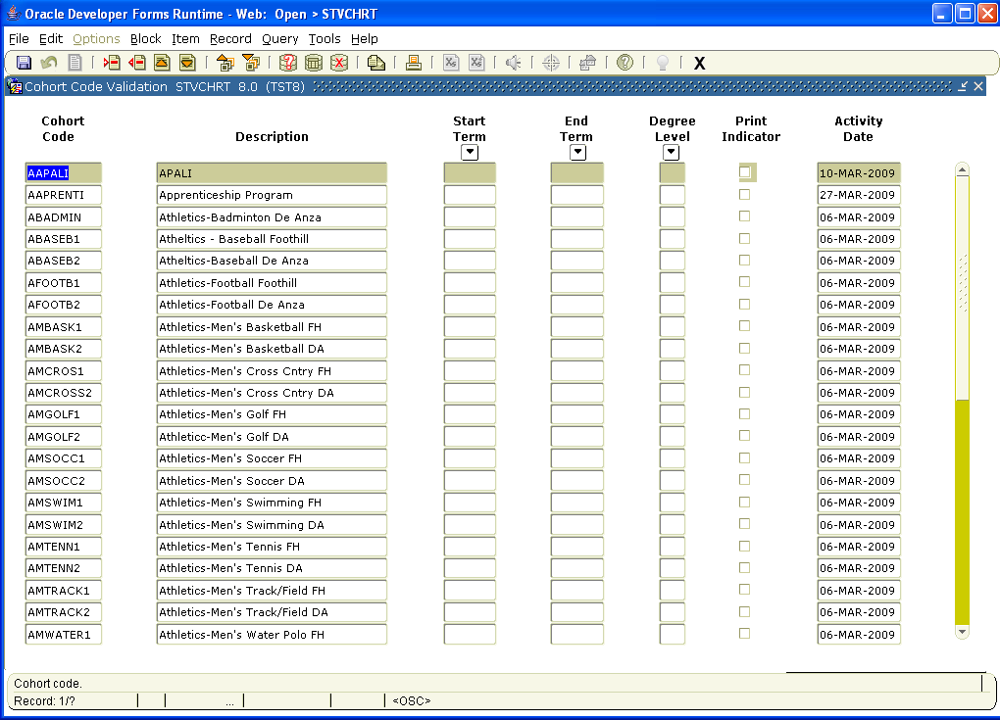 Oracle Developer Forms Runtime - Web: Open > STVCHRT
File Edit Options Block Item Record Query Tools Help
Cohort Code Validation STVCHRT 8.0 (TST8)
Cohort Code Description Start Term End Term Degree Level Print Indicator Activity Date
AAPALI APALI 10-MAR-2009
AAPRENTI Apprenticeship Program 27-MAR-2009
ABADMIN Athletics-Badminton De Anza 06-MAR-2009
ABASEB1 Atheltics - Baseball Foothill 06-MAR-2009
ABASEB2 Atheltics-Baseball De Anza 06-MAR-2009
AFOOTB1 Athletics-Football Foothill 06-MAR-2009
AFOOTB2 Athletics-Football De Anza 06-MAR-2009
AMBASK1 Athletics-Men's Basketball FH 06-MAR-2009
AMBASK2 Athletics-Men's Basketball DA 06-MAR-2009
AMCROS1 Athletics-Men's Cross Cntry FH 06-MAR-2009
AMCROSS2 Athletics-Men's Cross Cntry DA 06-MAR-2009
AMGOLF1 Athletics-Men's Golf FH 06-MAR-2009
AMGOLF2 Athleticc-Men's Golf DA 06-MAR-2009
AMSOCC1 Athletics-Men's Soccer FH 06-MAR-2009
AMSOCC2 Athletics-Men's Soccer DA 06-MAR-2009
AMSWIM1 Athletics-Men's Swimming FH 06-MAR-2009
AMSWIM2 Athletics-Men's Swimming DA 06-MAR-2009
AMTENN1 Athletics-Men's Tennis FH 06-MAR-2009
AMTENN2 Athletics-Men's Tennis DA 06-MAR-2009
AMTRACK1 Athletics-Men's Track/Field FH 06-MAR-2009
AMTRACK2 Athletics-Men's Track/Field DA 06-MAR-2009
AMWATER1 Athletics-Men's Water Polo FH 06-MAR-2009
Cohort code.
Record: 1/? ... <OSC>